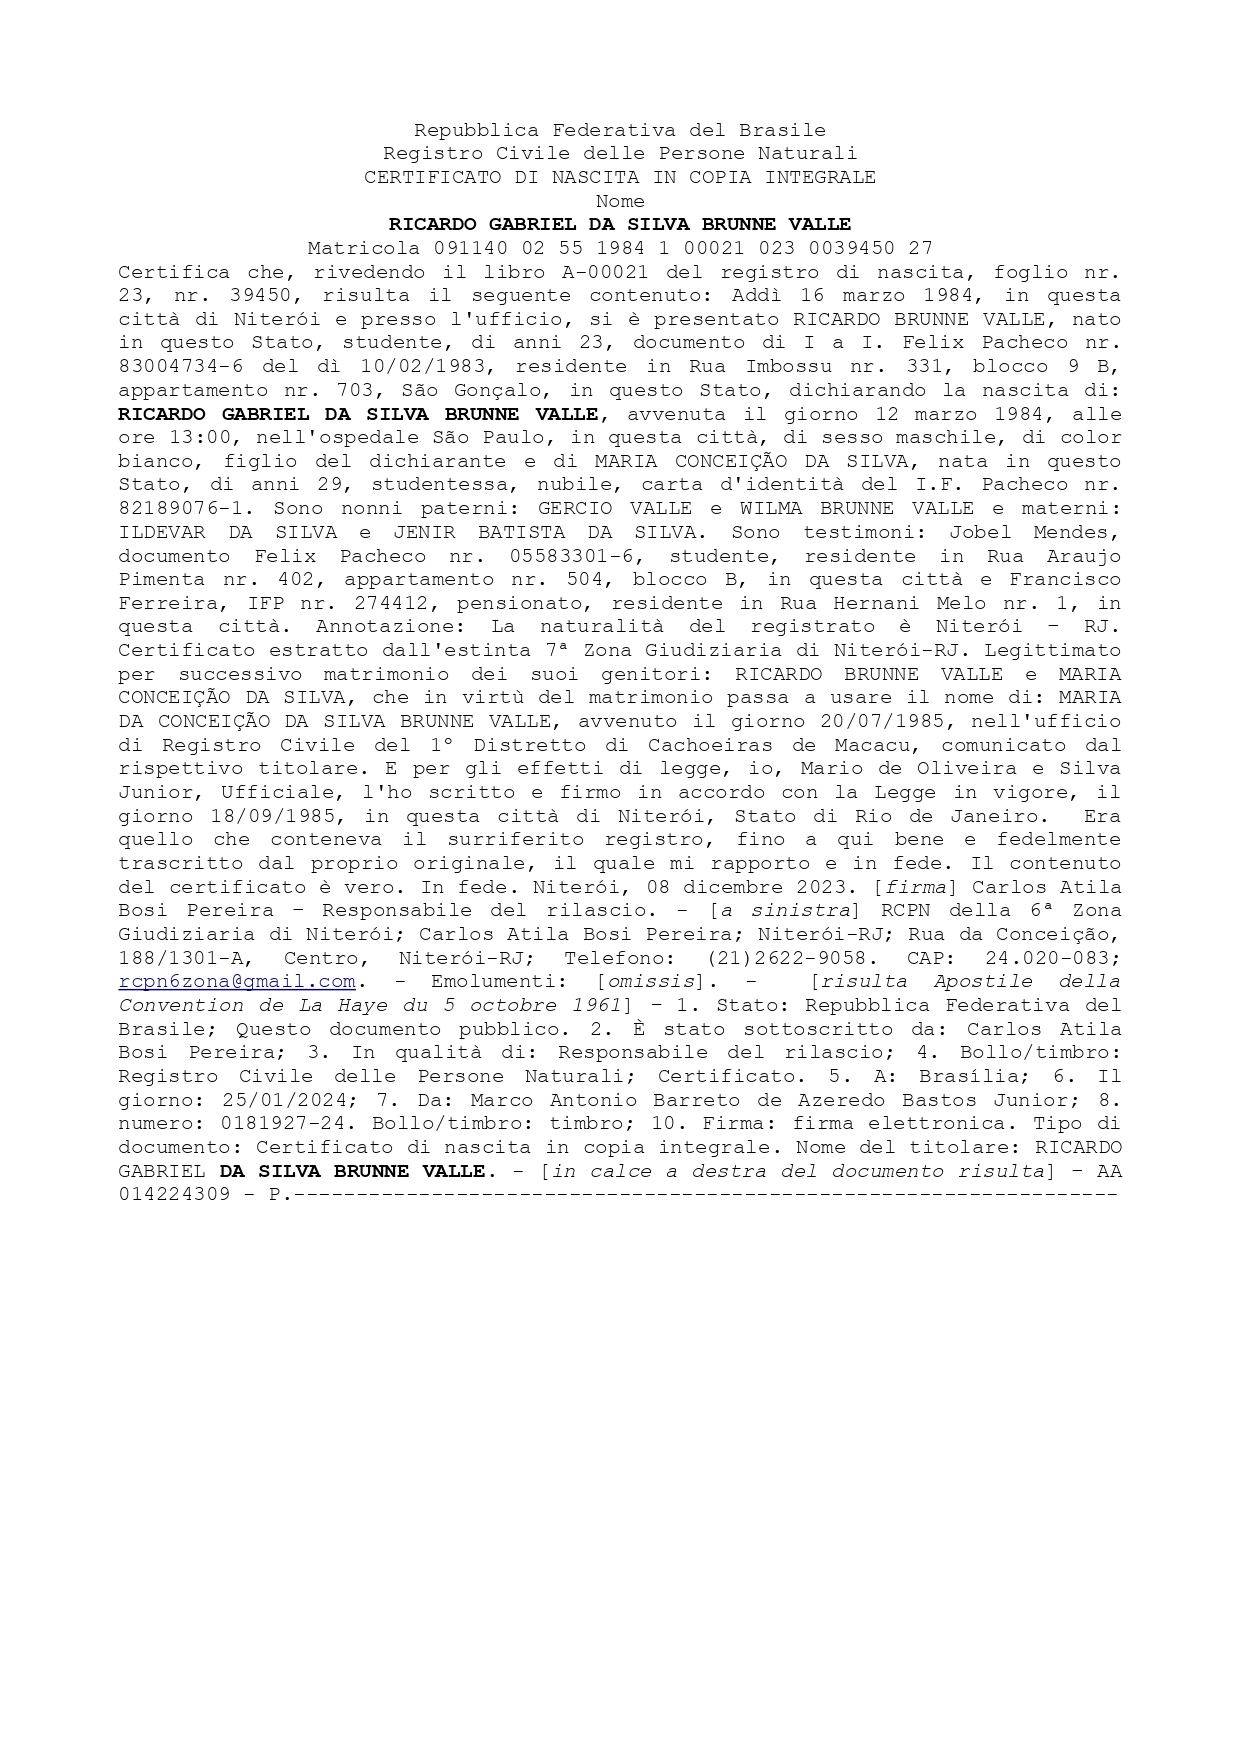 Repubblica Federativa del Brasile
Registro Civile delle Persone Naturali
CERTIFICATO DI NASCITA IN COPIA INTEGRALE
Nome
RICARDO GABRIEL DA SILVA BRUNNE VALLE
Matricola 091140 02 55 1984 1 00021 023 0039450 27
Certifica che, rivedendo il libro A-00021 del registro di nascita, foglio nr.
23, nr. 39450, risulta il seguente contenuto: Addì 16 marzo 1984, in questa
città di Niterói e presso l'ufficio, si è presentato RICARDO BRUNNE VALLE, nato
in questo Stato, studente, di anni 23, documento di I a I. Felix Pacheco nr.
83004734-6 del dì 10/02/1983, residente in Rua Imbossu nr. 331, blocco 9 B,
appartamento nr. 703, São Gonçalo, in questo Stato, dichiarando la nascita di:
RICARDO GABRIEL DA SILVA BRUNNE VALLE, avvenuta il giorno 12 marzo 1984, alle
ore 13:00, nell'ospedale São Paulo, in questa città, di sesso maschile, di color
bianco, figlio del dichiarante e di MARIA CONCEIÇÃO DA SILVA, nata in questo
Stato, di anni 29, studentessa, nubile, carta d'identità del I.F. Pacheco nr.
82189076-1. Sono nonni paterni: GERCIO VALLE e WILMA BRUNNE VALLE e materni:
ILDEVAR DA SILVA e JENIR BATISTA DA SILVA. Sono testimoni: Jobel Mendes,
documento Felix Pacheco nr. 05583301-6, studente, residente in Rua Araujo
Pimenta nr. 402, appartamento nr. 504, blocco B, in questa città e Francisco
Ferreira, IFP nr. 274412, pensionato, residente in Rua Hernani Melo nr. 1, in
questa città. Annotazione: La naturalità del registrato è Niterói – RJ.
Certificato estratto dall'estinta 7ª Zona Giudiziaria di Niterói-RJ. Legittimato
per successivo matrimonio dei suoi genitori: RICARDO BRUNNE VALLE e MARIA
CONCEIÇÃO DA SILVA, che in virtù del matrimonio passa a usare il nome di: MARIA
DA CONCEIÇÃO DA SILVA BRUNNE VALLE, avvenuto il giorno 20/07/1985, nell'ufficio
di Registro Civile del 1º Distretto di Cachoeiras de Macacu, comunicato dal
rispettivo titolare. E per gli effetti di legge, io, Mario de Oliveira e Silva
Junior, Ufficiale, l'ho scritto e firmo in accordo con la Legge in vigore, il
giorno 18/09/1985, in questa città di Niterói, Stato di Rio de Janeiro. Era
quello che conteneva il surriferito registro, fino a qui bene e fedelmente
trascritto dal proprio originale, il quale mi rapporto e in fede. Il contenuto
del certificato è vero. In fede. Niterói, 08 dicembre 2023. [firma] Carlos Atila
Bosi Pereira – Responsabile del rilascio. - [a sinistra] RCPN della 6ª Zona
Giudiziaria di Niterói; Carlos Atila Bosi Pereira; Niterói-RJ; Rua da Conceição,
188/1301-A, Centro, Niterói-RJ; Telefono: (21)2622-9058. CAP: 24.020-083;
rcpn6zona@gmail.com. - Emolumenti: [omissis]. – [risulta Apostile della
Convention de La Haye du 5 octobre 1961] – 1. Stato: Repubblica Federativa del
Brasile; Questo documento pubblico. 2. È stato sottoscritto da: Carlos Atila
Bosi Pereira; 3. In qualità di: Responsabile del rilascio; 4. Bollo/timbro:
Registro Civile delle Persone Naturali; Certificato. 5. A: Brasília; 6. Il
giorno: 25/01/2024; 7. Da: Marco Antonio Barreto de Azeredo Bastos Junior; 8.
numero: 0181927-24. Bollo/timbro: timbro; 10. Firma: firma elettronica. Tipo di
documento: Certificato di nascita in copia integrale. Nome del titolare: RICARDO
GABRIEL DA SILVA BRUNNE VALLE. - [in calce a destra del documento risulta] – AA
014224309 - P.------------------------------------------------------------------